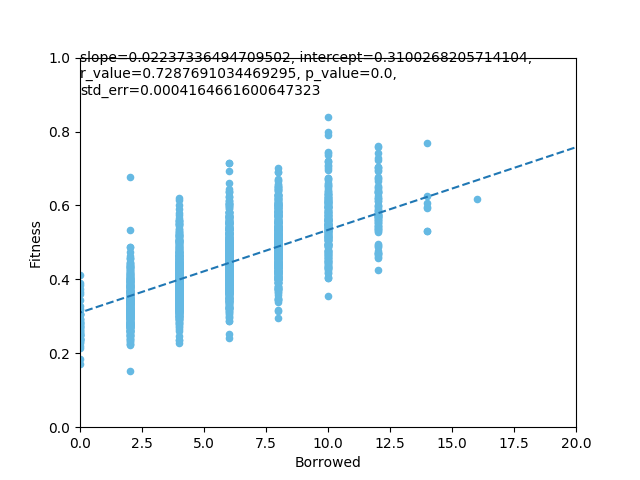 slope=0.02237336494709502, intercept=0.3100268205714104,
r_value=0.7287691034469295, p_value=0.0,
std_err=0.0004164661600647323
1.0
0.8
0.6
0.4
0.2
0.0
Fitness
0.0 2.5 5.0 7.5 10.0 12.5 15.0 17.5 20.0
Borrowed